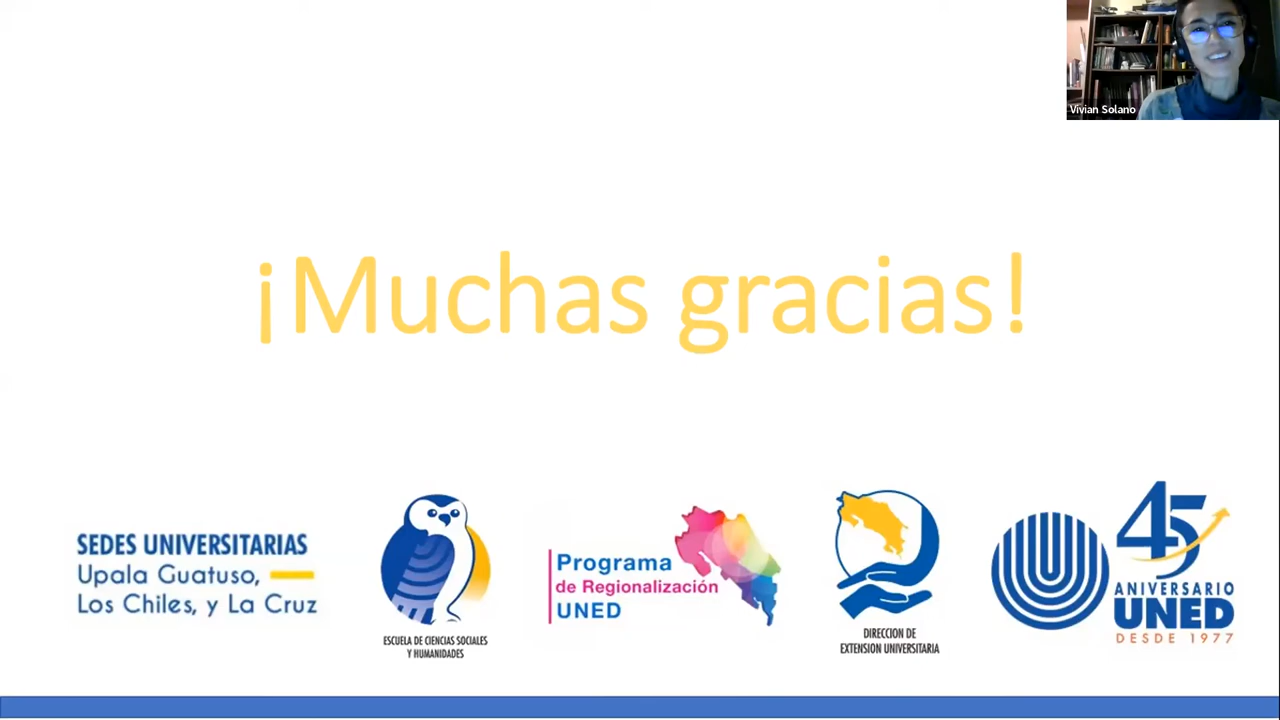 Vivian Solano
¡Muchas gracias!
SEDES UNIVERSITARIAS
Upala Guatuso,
Los Chiles, y La Cruz
ESCUELA DE CIENCIAS SOCIALES
Y HUMANIDADES
Programa
de Regionalización
UNED
DIRECCION DE
EXTENSION UNIVERSITARIA
45
ANIVERSARIO
UNED
DESDE 1977